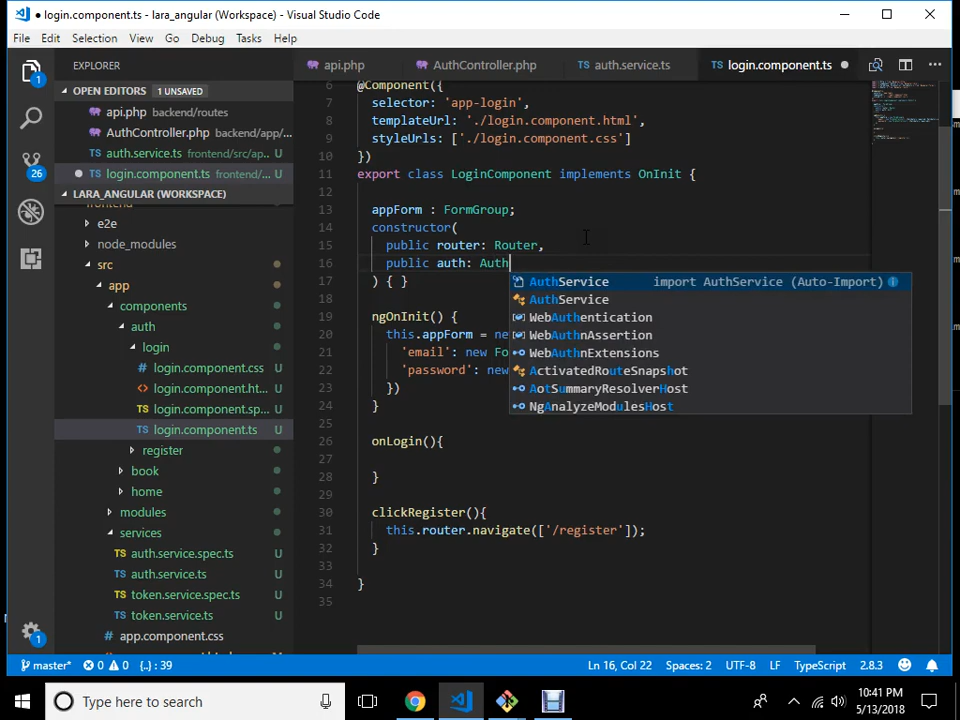 ● login.component.ts - lara_angular (Workspace) - Visual Studio Code
File Edit Selection View Go Debug Tasks Help
EXPLORER
api.php AuthController.php auth.service.ts login.component.ts ●
OPEN EDITORS 1 UNSAVED
api.php backend/routes
AuthController.php backend/app/...
auth.service.ts frontend/src/ap...
login.component.ts frontend/...
LARA_ANGULAR (WORKSPACE)
e2e
node_modules
src
app
components
auth
login
login.component.css U
login.component.ht... U
login.component.sp... U
login.component.ts U
register
book
home
modules
services
auth.service.spec.ts U
auth.service.ts U
token.service.spec.ts U
token.service.ts U
app.component.css
1
26
1
6 @Component({
7 selector: 'app-login',
8 templateUrl: './login.component.html',
9 styleUrls: ['./login.component.css']
10 })
11 export class LoginComponent implements OnInit {
12
13 appForm : FormGroup;
14 constructor(
15 public router: Router,
16 public auth: Auth
17 ) { }
18
19 ngOnInit() {
20 this.appForm = ne
21 'email': new Fo
22 'password': new
23 })
24 }
25
26 onLogin(){
27
28 }
29
30 clickRegister(){
31 this.router.navigate(['/register']);
32 }
33
34 }
35
AuthService import AuthService (Auto-Import)
AuthService
WebAuthentication
WebAuthnAssertion
WebAuthnExtensions
ActivatedRouteSnapshot
AotSummaryResolverHost
NgAnalyzeModulesHost
master* 0 0 {..} : 39 Ln 16, Col 22 Spaces: 2 UTF-8 LF TypeScript 2.8.3
Type here to search
10:41 PM
5/13/2018